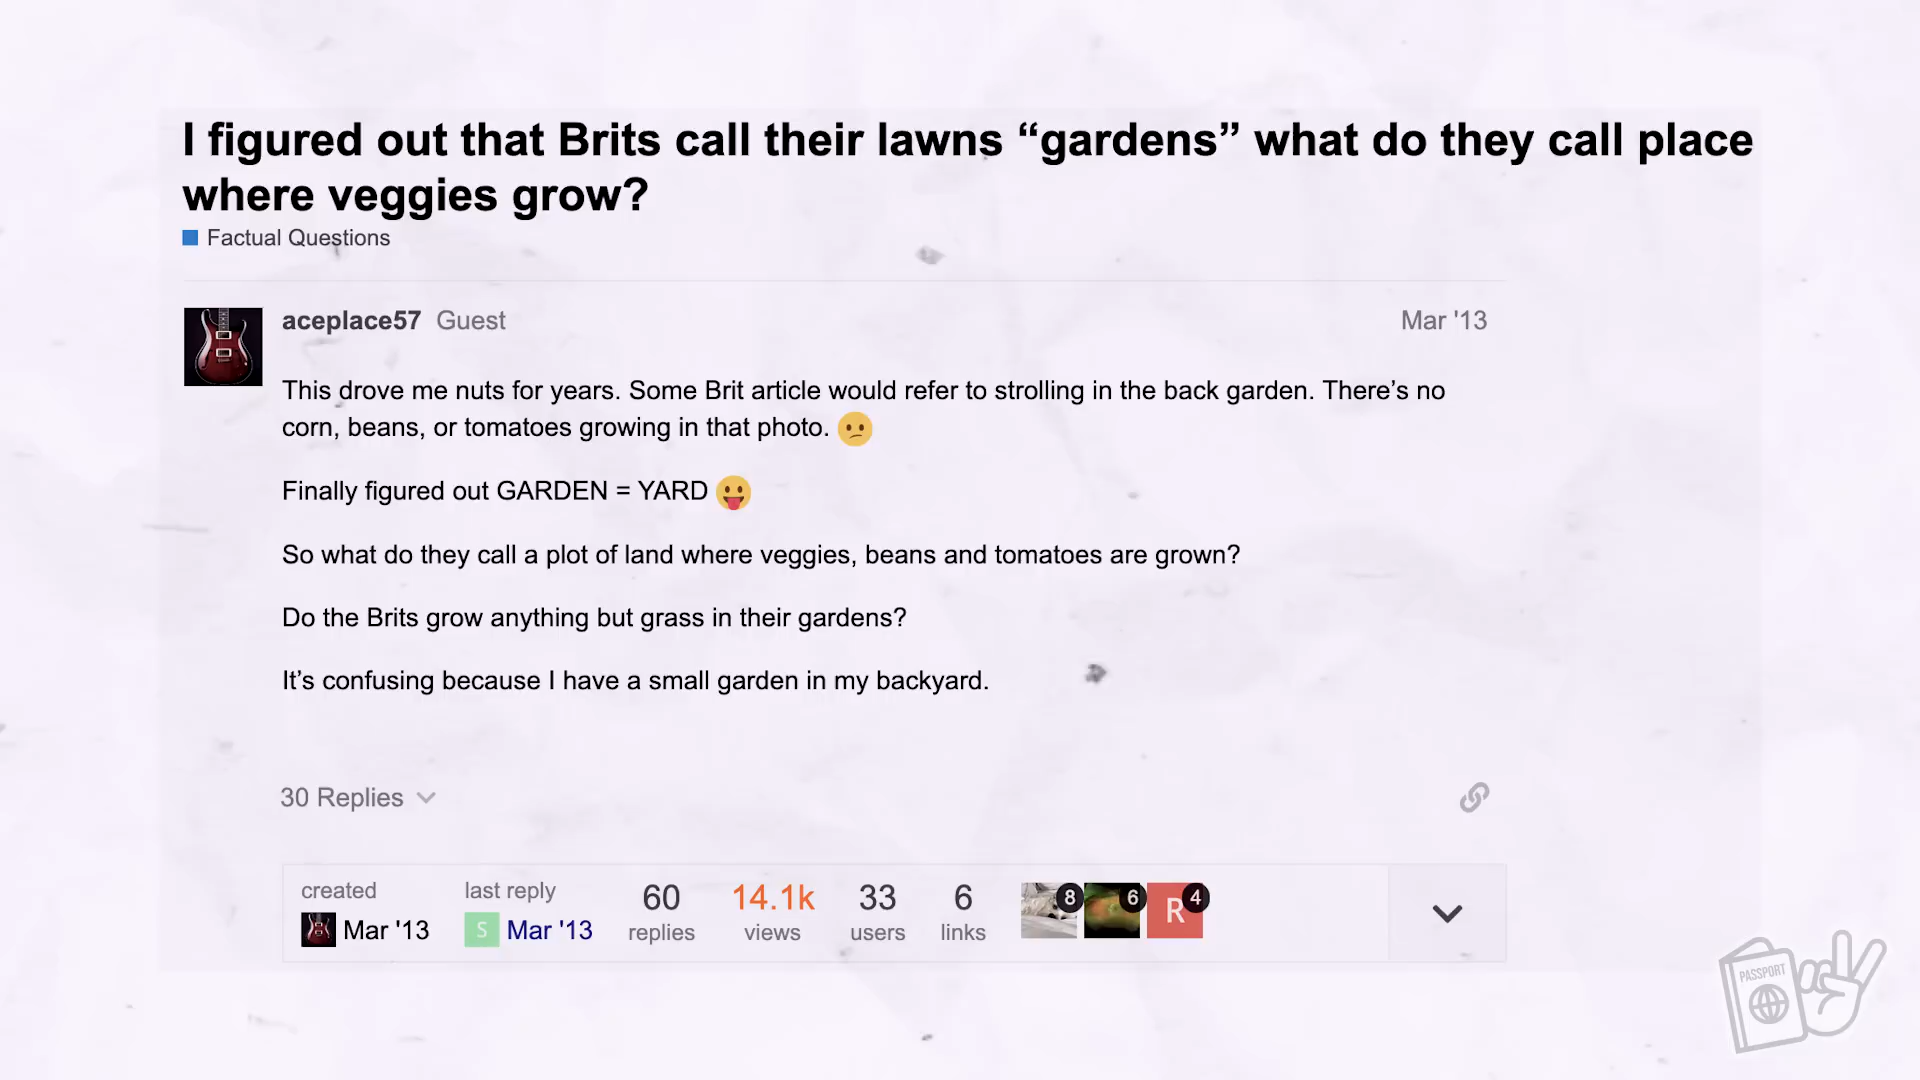 I figured out that Brits call their lawns “gardens” what do they call place
where veggies grow?
Factual Questions
aceplace57 Guest
Mar '13
This drove me nuts for years. Some Brit article would refer to strolling in the back garden. There’s no
corn, beans, or tomatoes growing in that photo.
Finally figured out GARDEN = YARD
So what do they call a plot of land where veggies, beans and tomatoes are grown?
Do the Brits grow anything but grass in their gardens?
It’s confusing because I have a small garden in my backyard.
30 Replies
created
Mar '13
last reply
S Mar '13
60
replies
14.1k
views
33
users
6
links
8
6
R 4
PASSPORT